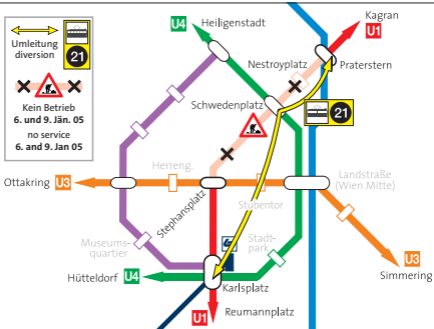 Umleitung
diversion
21
Kein Betrieb
6. und 9. Jän. 05
no service
6. and 9. Jan 05
U4
Heiligenstadt
Kagran
U1
Nestroyplatz
Praterstern
Schwedenplatz
21
Herreng.
Landstraße
(Wien Mitte)
Ottakring
U3
Stephansplatz
Stubentor
Museums-
quartier
Stadt-
park
U3
Simmering
Hütteldorf
U4
Karlsplatz
U1
Reumannplatz